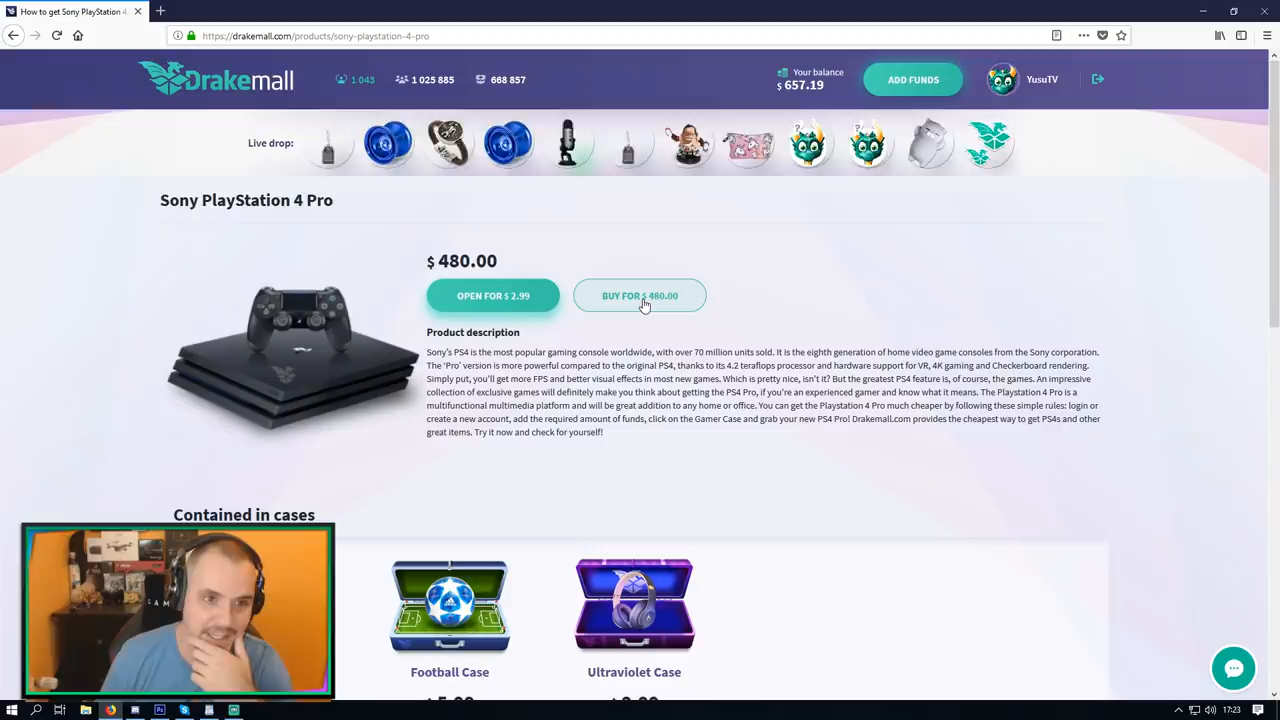 How to get Sony PlayStation 4
https://drakemall.com/products/sony-playstation-4-pro
Drakemall
1 043
1 025 885
668 857
Your balance
$ 657.19
ADD FUNDS
YusuTV
Live drop:
Sony PlayStation 4 Pro
$ 480.00
OPEN FOR $ 2.99
BUY FOR $ 480.00
Product description
Sony's PS4 is the most popular gaming console worldwide, with over 70 million units sold. It is the eighth generation of home video game consoles from the Sony corporation.
The 'Pro' version is more powerful compared to the original PS4, thanks to its 4.2 teraflops processor and hardware support for VR, 4K gaming and Checkerboard rendering.
Simply put, you'll get more FPS and better visual effects in most new games. Which is pretty nice, isn't it? But the greatest PS4 feature is, of course, the games. An impressive
collection of exclusive games will definitely make you think about getting the PS4 Pro, if you're an experienced gamer and know what it means. The Playstation 4 Pro is a
multifunctional multimedia platform and will be great addition to any home or office. You can get the Playstation 4 Pro much cheaper by following these simple rules: login or
create a new account, add the required amount of funds, click on the Gamer Case and grab your new PS4 Pro! Drakemall.com provides the cheapest way to get PS4s and other
great items. Try it now and check for yourself!
Contained in cases
Football Case
Ultraviolet Case
17:23